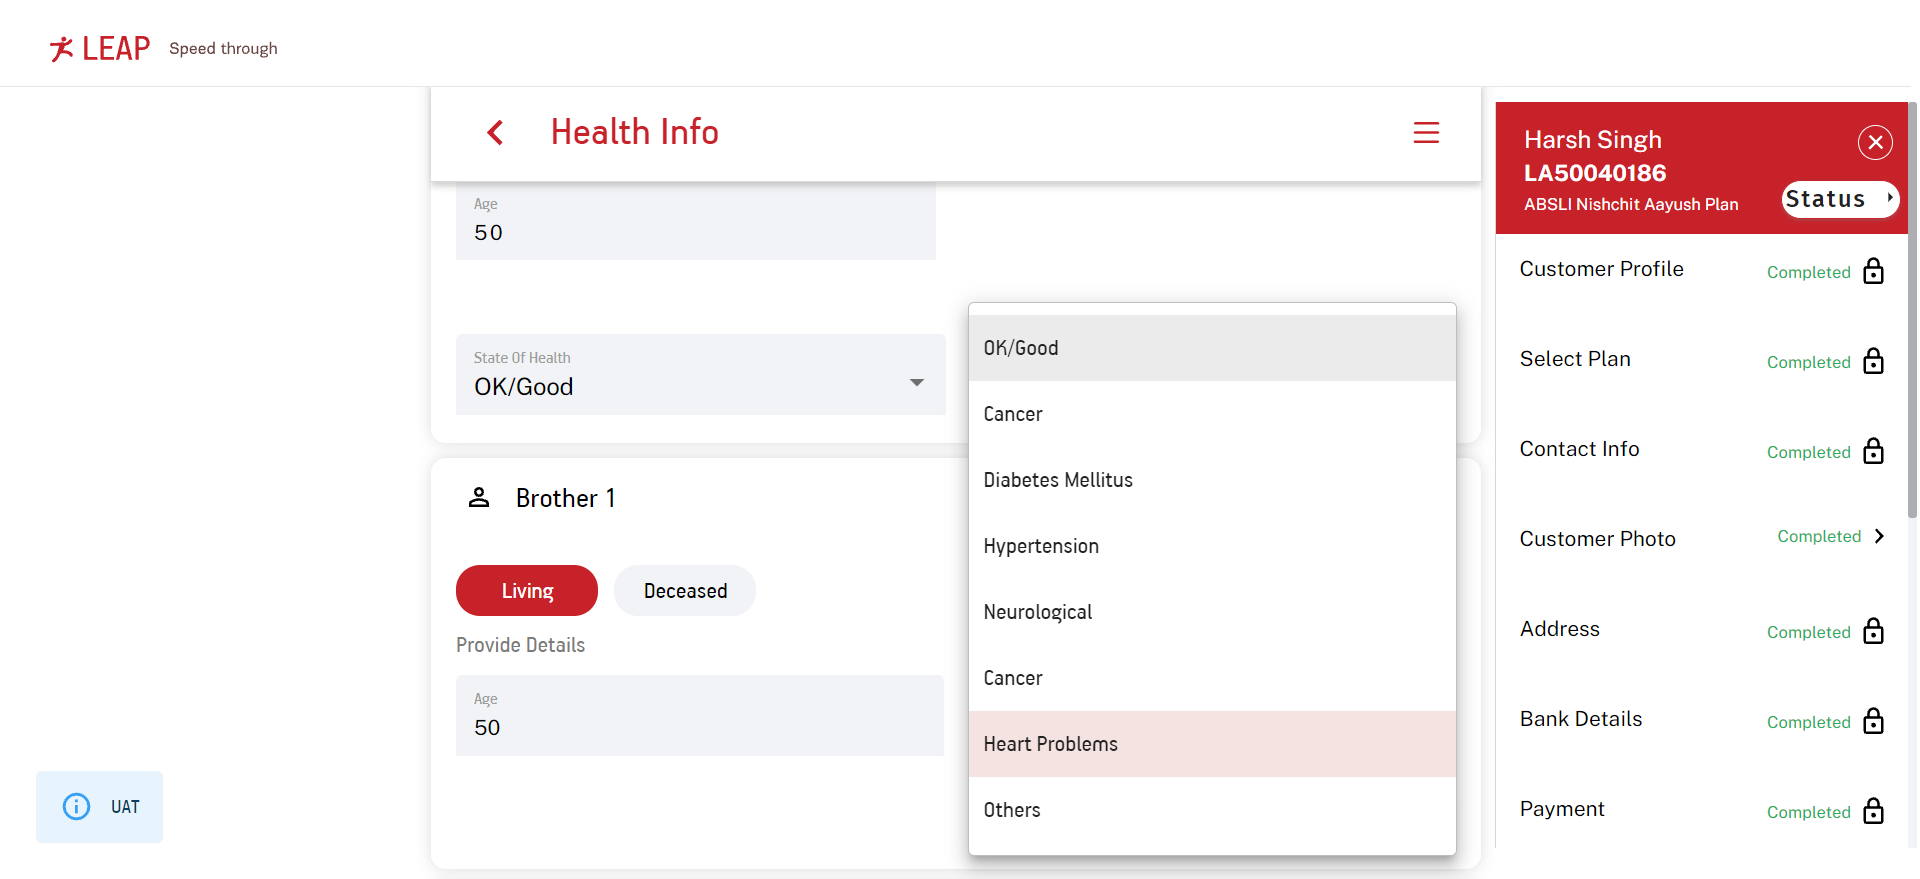 LEAP Speed through
Health Info
Age
50
State Of Health
OK/Good
Brother 1
Living Deceased
Provide Details
Age
50
OK/Good
Cancer
Diabetes Mellitus
Hypertension
Neurological
Cancer
Heart Problems
Others
Harsh Singh
LA50040186
ABSLI Nishchit Aayush Plan
Status
Customer Profile Completed
Select Plan Completed
Contact Info Completed
Customer Photo Completed
Address Completed
Bank Details Completed
Payment Completed
UAT